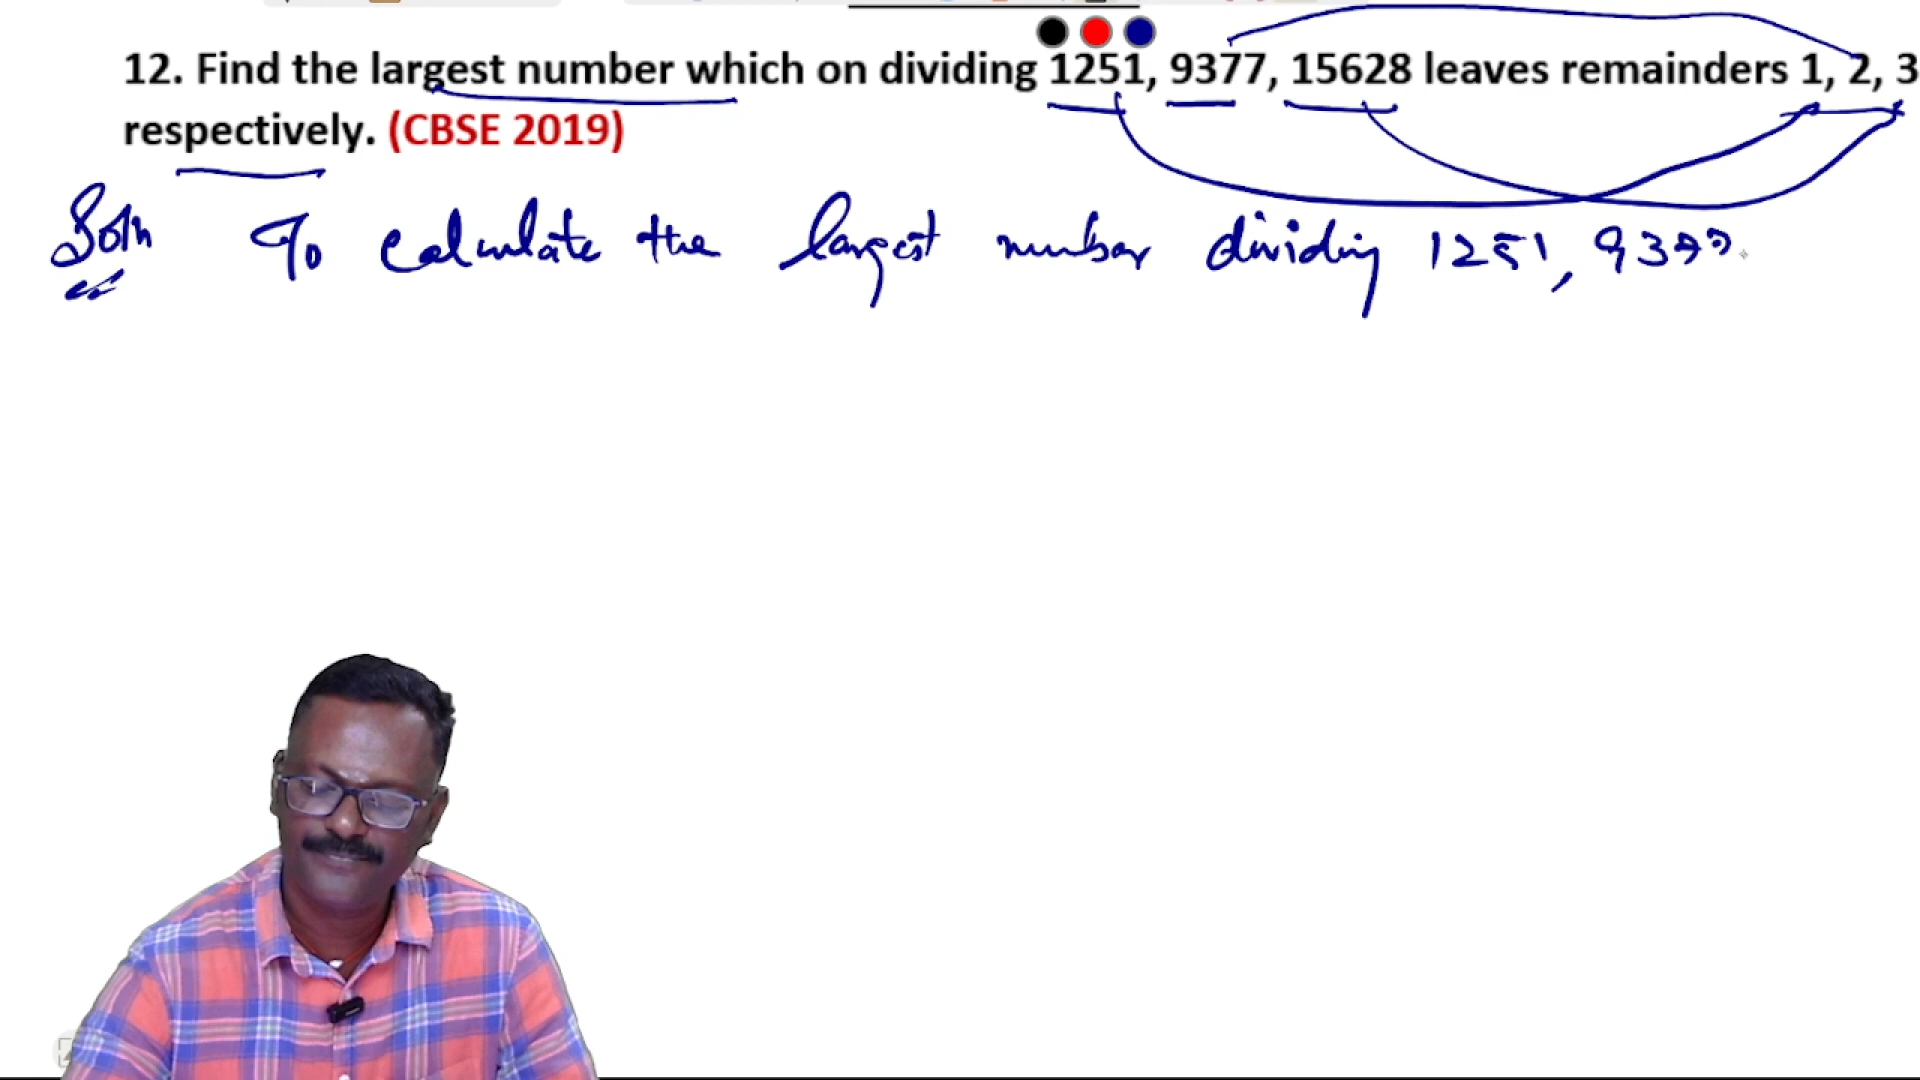 12. Find the largest number which on dividing 1251, 9377, 15628 leaves remainders 1, 2, 3
respectively. (CBSE 2019)
Soln To calculate the largest number dividing 1251, 9377